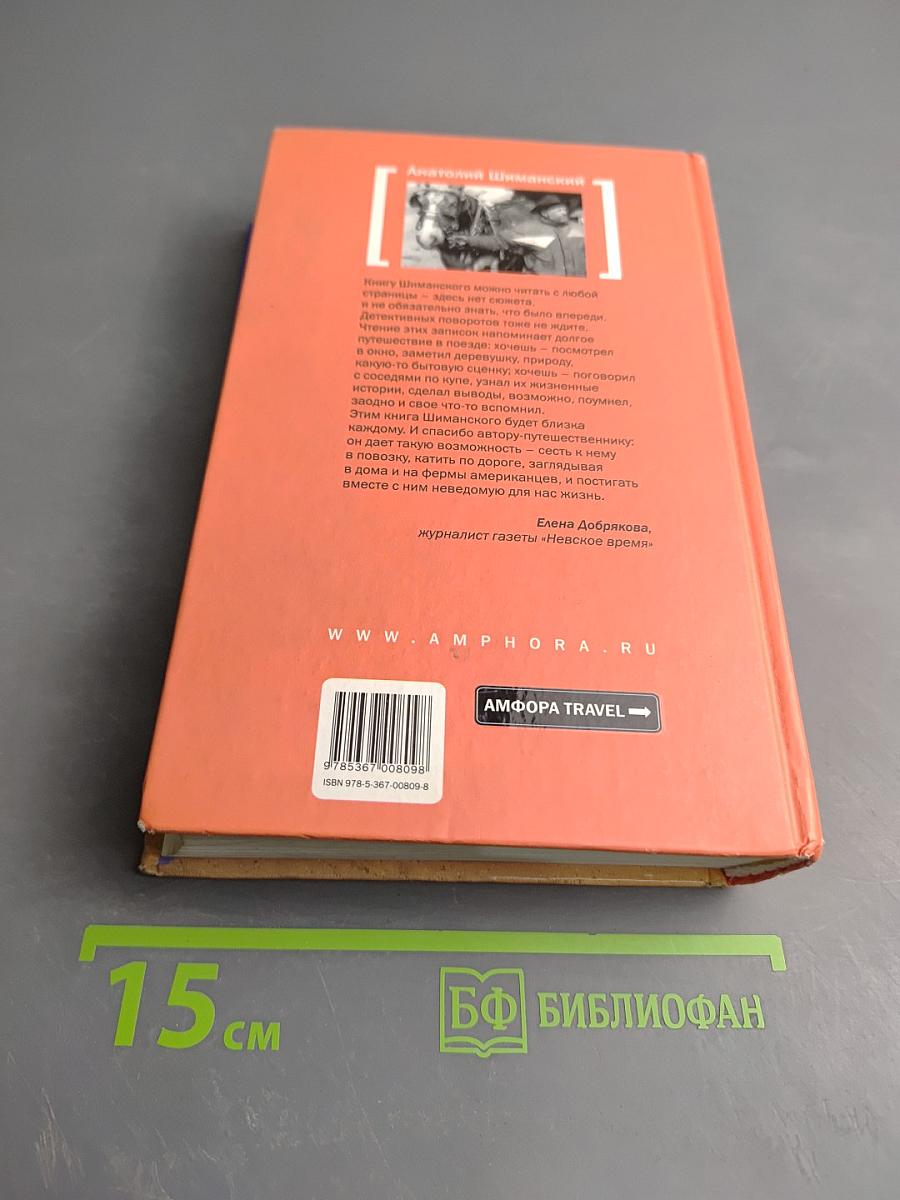 Анатолий Шиманский
Книгу Шиманского можно читать с любой
страницы – здесь нет сюжета,
и не обязательно знать, что было впереди.
Детективных поворотов тоже не ждите.
Чтение этих записок напоминает долгое
путешествие в поезде: хочешь – посмотрел
в окно, заметил деревушку, природу,
какую-то бытовую сценку; хочешь – поговорил
с соседями по купе, узнал их жизненные
истории, сделал выводы, возможно, поумнел,
заодно и свое что-то вспомнил.
Этим книга Шиманского будет близка
каждому. И спасибо автору-путешественнику:
он дает такую возможность – сесть к нему
в повозку, катить по дороге, заглядывая
в дома и на фермы американцев, и постигать
вместе с ним неведомую для нас жизнь.
Елена Добрякова,
журналист газеты «Невское время»
WWW.AMPHORA.RU
АМФОРА TRAVEL
9 785367 008098
ISBN 978-5-367-00809-8
15 см
БФ БИБЛИОФАН